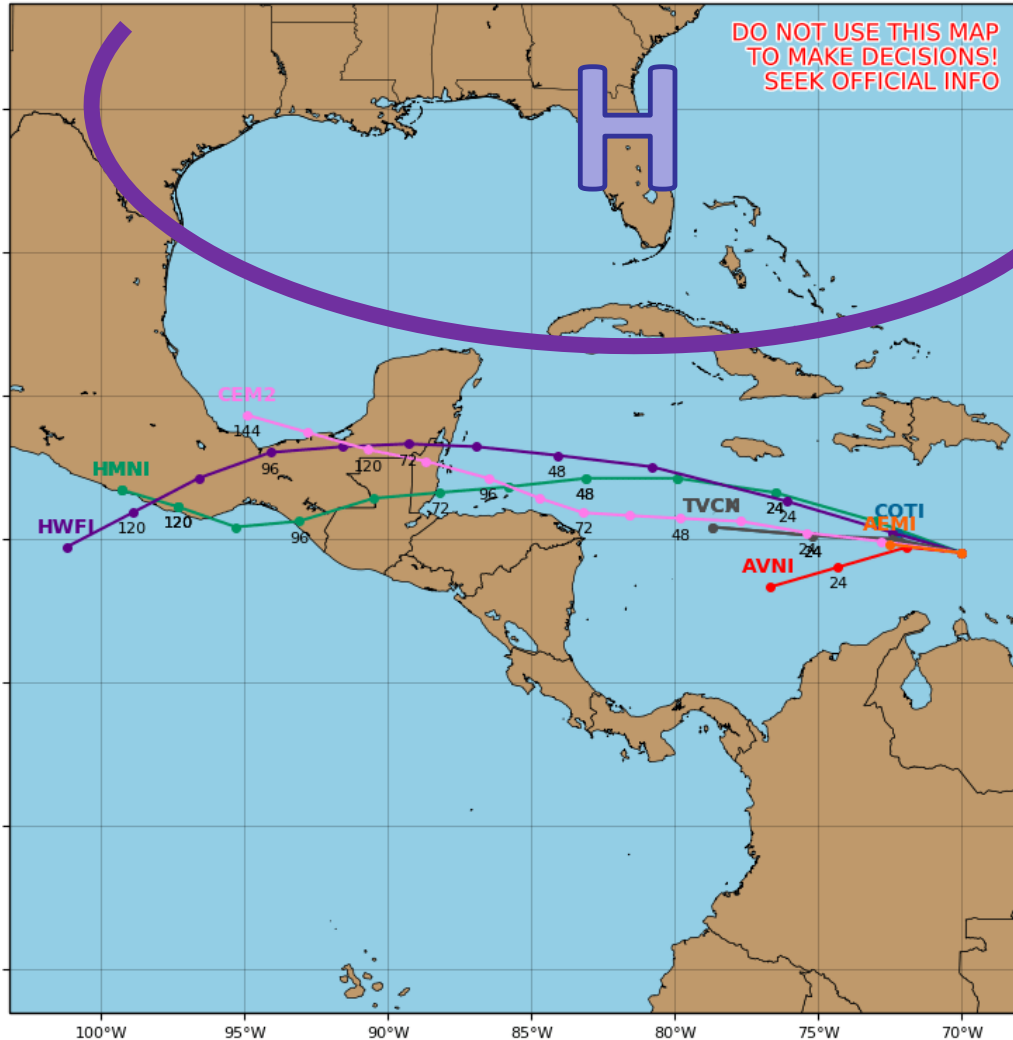 DO NOT USE THIS MAP
TO MAKE DECISIONS!
SEEK OFFICIAL INFO
H
CEM2
144
HMNI
96
120
72
48
96
48
HWFI
120
120
72
TVCN
24
24
COTI
96
72
48
24
24
AEMI
AVNI
24
100°W
95°W
90°W
85°W
80°W
75°W
70°W